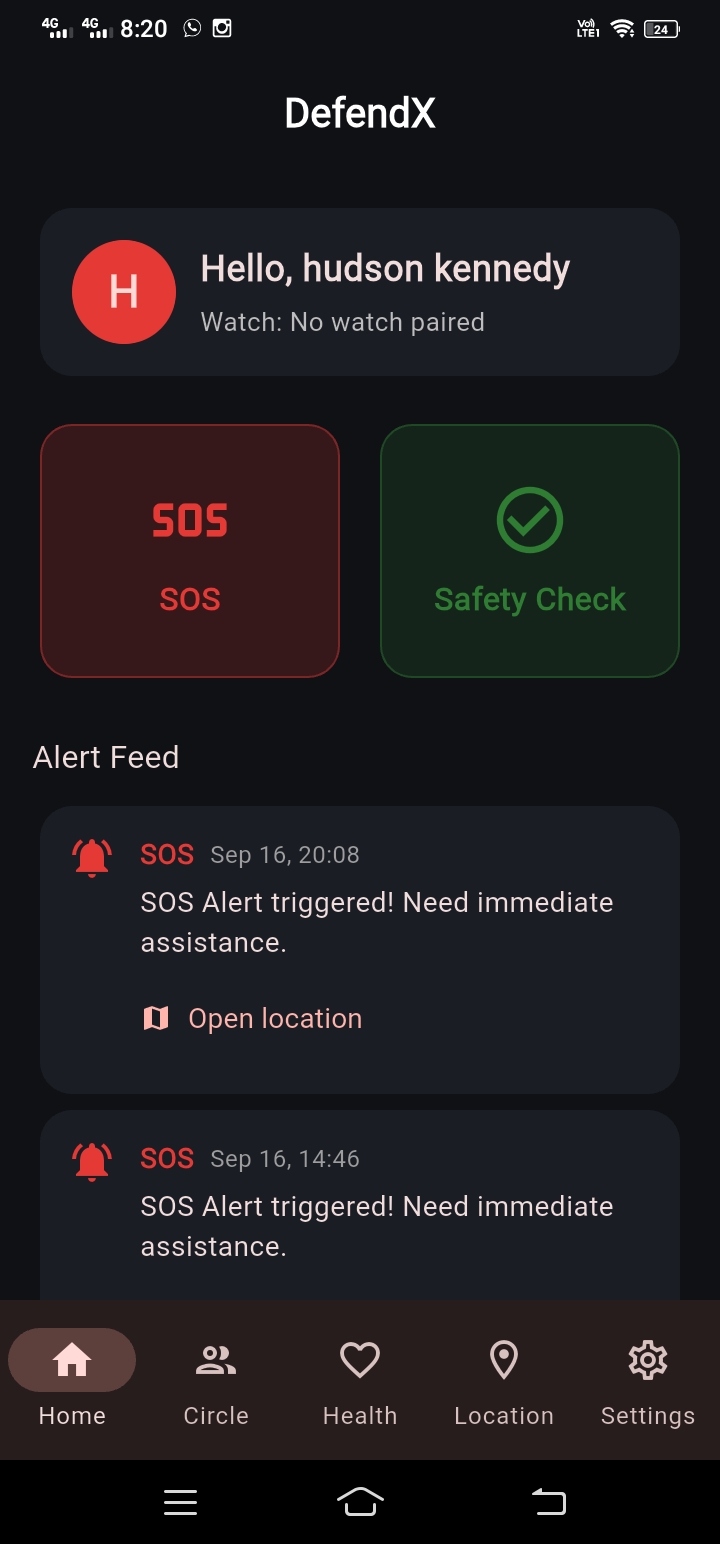 4G 4G 8:20 Vo) LTE1 24
DefendX
H
Hello, hudson kennedy
Watch: No watch paired
SOS
SOS
Safety Check
Alert Feed
SOS Sep 16, 20:08
SOS Alert triggered! Need immediate
assistance.
Open location
SOS Sep 16, 14:46
SOS Alert triggered! Need immediate
assistance.
Home Circle Health Location Settings